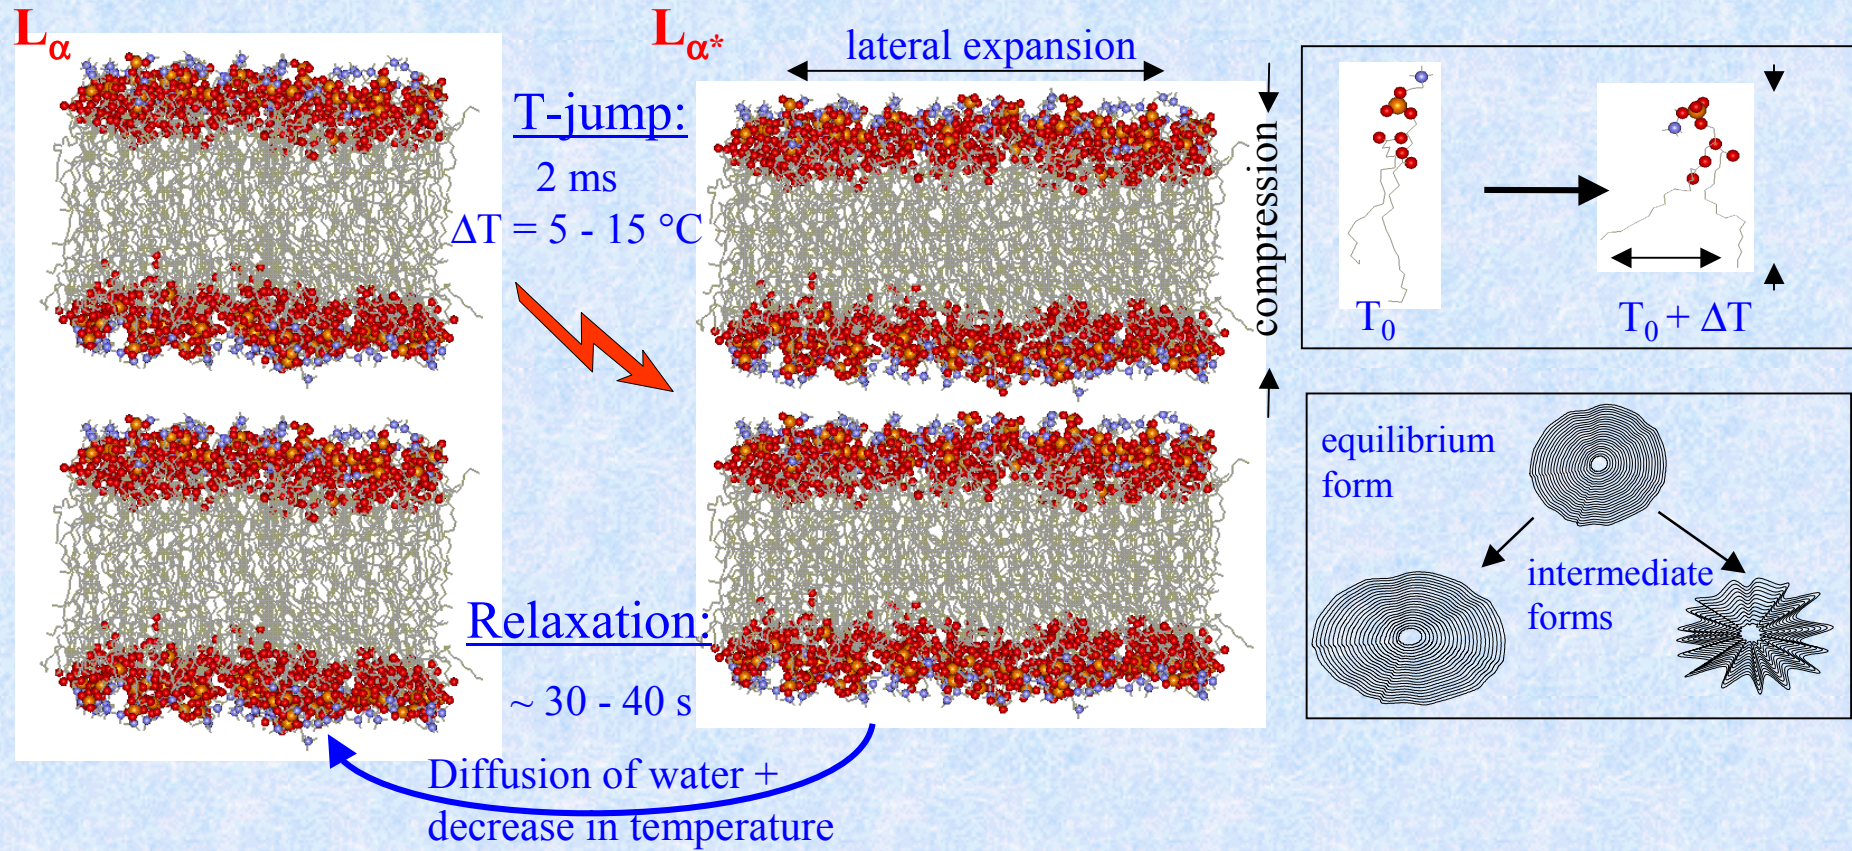 Lα
T-jump:
2 ms
ΔT = 5 - 15 °C
Lα*
lateral expansion
compression
T0
T0 + ΔT
equilibrium
form
intermediate
forms
Relaxation:
~ 30 - 40 s
Diffusion of water +
decrease in temperature